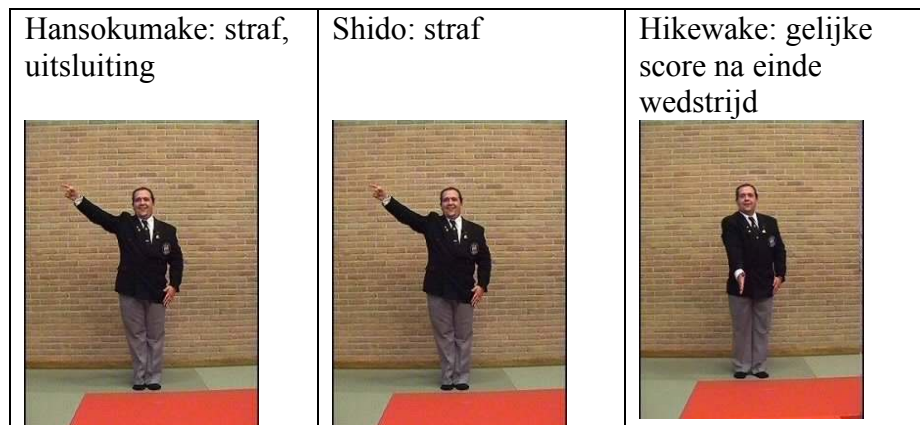 Hansokumake: straf,
uitsluiting
Shido: straf
Hikewake: gelijke
score na einde
wedstrijd